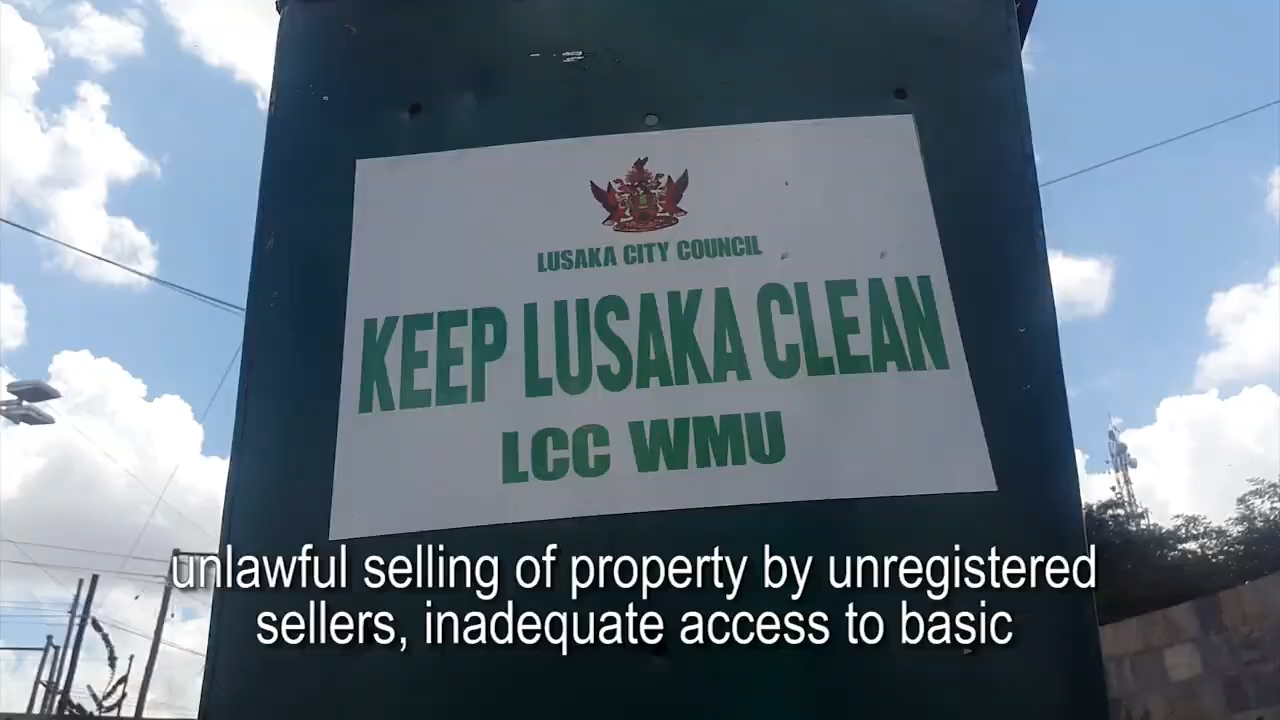 LUSAKA CITY COUNCIL
KEEP LUSAKA CLEAN
LCC WMU
unlawful selling of property by unregistered
sellers, inadequate access to basic